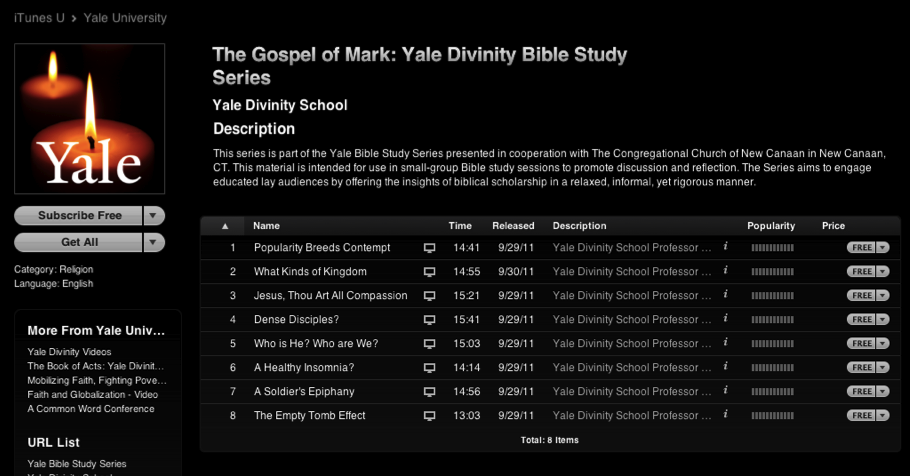 iTunes U > Yale University
Yale
Subscribe Free
Get All
Category: Religion
Language: English
More From Yale Univ…
Yale Divinity Videos
The Book of Acts: Yale Divinit…
Mobilizing Faith, Fighting Pove…
Faith and Globalization - Video
A Common Word Conference
URL List
Yale Bible Study Series
The Gospel of Mark: Yale Divinity Bible Study
Series
Yale Divinity School
Description
This series is part of the Yale Bible Study Series presented in cooperation with The Congregational Church of New Canaan in New Canaan,
CT. This material is intended for use in small-group Bible study sessions to promote discussion and reflection. The Series aims to engage
educated lay audiences by offering the insights of biblical scholarship in a relaxed, informal, yet rigorous manner.
Name Time Released Description Popularity Price
1 Popularity Breeds Contempt 14:41 9/29/11 Yale Divinity School Professor … i FREE
2 What Kinds of Kingdom 14:55 9/30/11 Yale Divinity School Professor … i FREE
3 Jesus, Thou Art All Compassion 15:21 9/29/11 Yale Divinity School Professor … i FREE
4 Dense Disciples? 15:41 9/29/11 Yale Divinity School Professor … i FREE
5 Who is He? Who are We? 15:03 9/29/11 Yale Divinity School Professor … i FREE
6 A Healthy Insomnia? 14:14 9/29/11 Yale Divinity School Professor … i FREE
7 A Soldier's Epiphany 14:56 9/29/11 Yale Divinity School Professor … i FREE
8 The Empty Tomb Effect 13:03 9/29/11 Yale Divinity School Professor … i FREE
Total: 8 Items